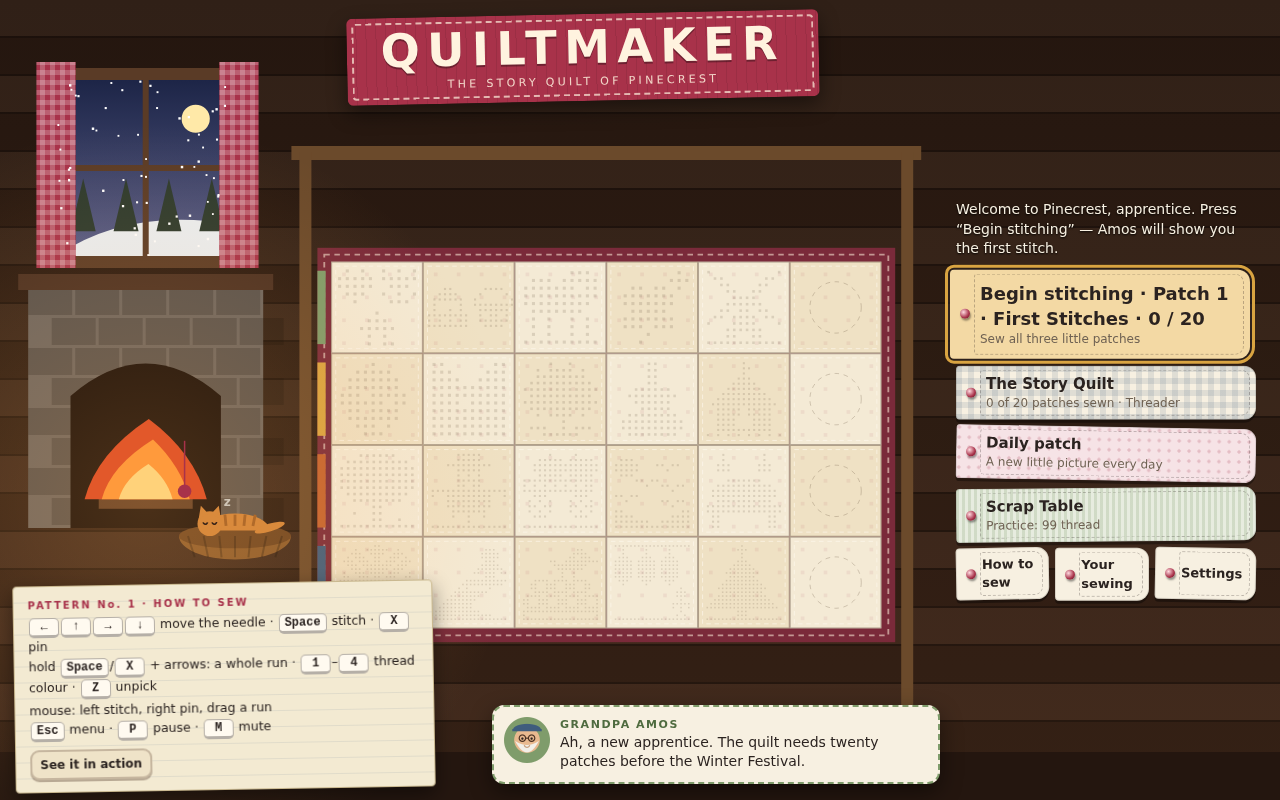 QUILTMAKER
THE STORY QUILT OF PINECREST
Welcome to Pinecrest, apprentice. Press
“Begin stitching” — Amos will show you
the first stitch.
Begin stitching · Patch 1
· First Stitches · 0 / 20
Sew all three little patches
The Story Quilt
0 of 20 patches sewn · Threader
Daily patch
A new little picture every day
Scrap Table
Practice: 99 thread
How to
sew
Your
sewing
Settings
z
PATTERN No. 1 · HOW TO SEW
← ↑ → ↓ move the needle · Space stitch · X
pin
hold Space / X + arrows: a whole run · 1 – 4 thread
colour · Z unpick
mouse: left stitch, right pin, drag a run
Esc menu · P pause · M mute
See it in action
GRANDPA AMOS
Ah, a new apprentice. The quilt needs twenty
patches before the Winter Festival.